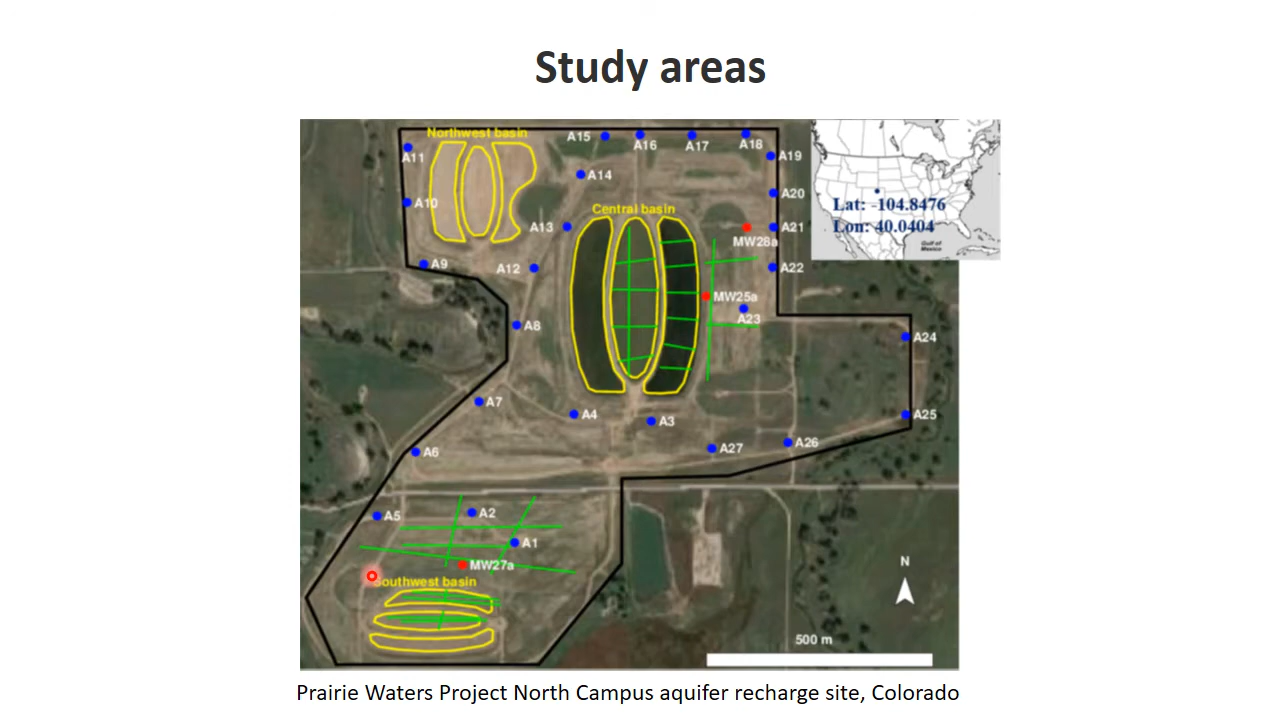 Study areas
Northwest basin
A15
A16
A17
A18
A11
A19
A14
A20
A10
Central basin
Lat: -104.8476
Lon: 40.0404
Gulf of
Mexico
A13
A21
MW28a
A9
A12
A22
MW25a
A23
A8
A24
A7
A4
A3
A25
A6
A27
A26
A5
A2
A1
MW27a
Southwest basin
N
500 m
Prairie Waters Project North Campus aquifer recharge site, Colorado